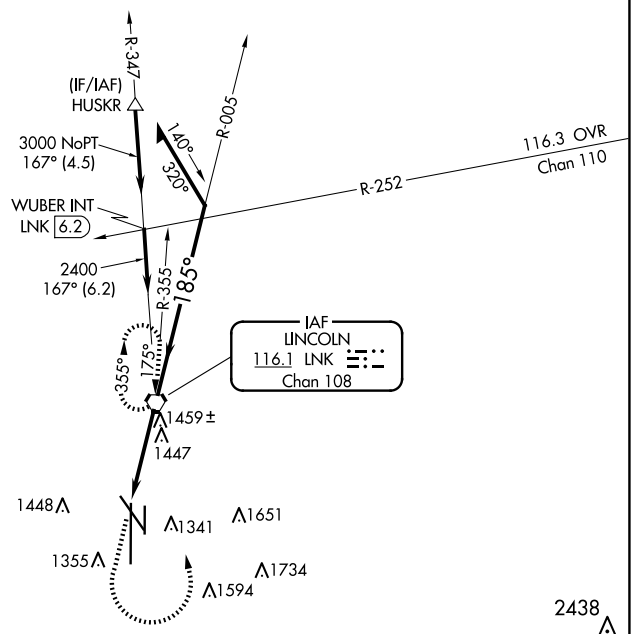 R-347
(IF/IAF)
HUSKR
R-005
3000 NoPT
167° (4.5)
140°
320°
116.3 OVR
Chan 110
R-252
WUBER INT
LNK 6.2
2400
167° (6.2)
R-355
185°
IAF
LINCOLN
116.1 LNK
Chan 108
355°
175°
1459±
1447
1448
1341
1651
1355
1594
1734
2438